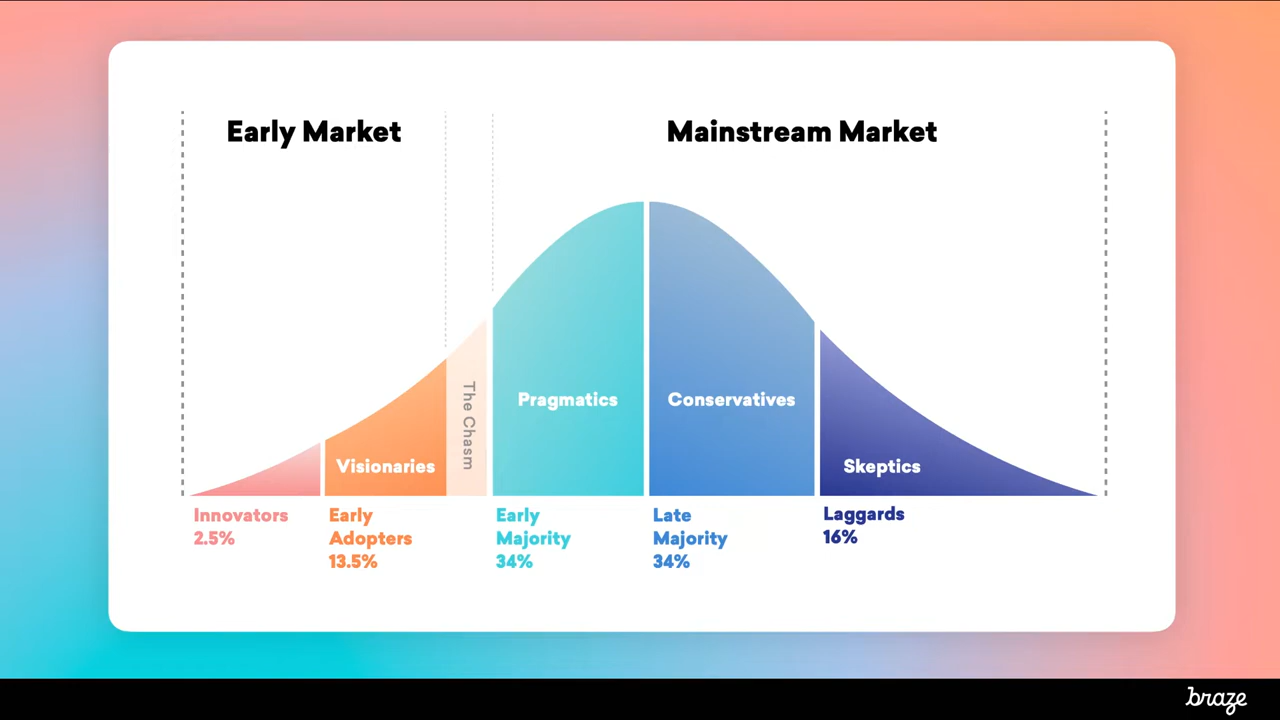 Early Market
Mainstream Market
The Chasm
Pragmatics
Conservatives
Visionaries
Skeptics
Innovators
2.5%
Early
Adopters
13.5%
Early
Majority
34%
Late
Majority
34%
Laggards
16%
braze